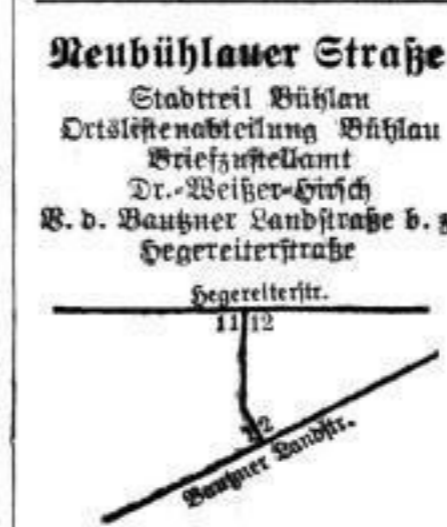 Neubühlauer Straße
Stadtteil Bühlau
Ortslistenabteilung Bühlau
Briefzustellamt
Dr.-Weißer-Hirsch
V. d. Bautzner Landstraße b. z.
Hegereiterstraße
Hegereiterstr.
11 12
2
Bautzner Landstr.